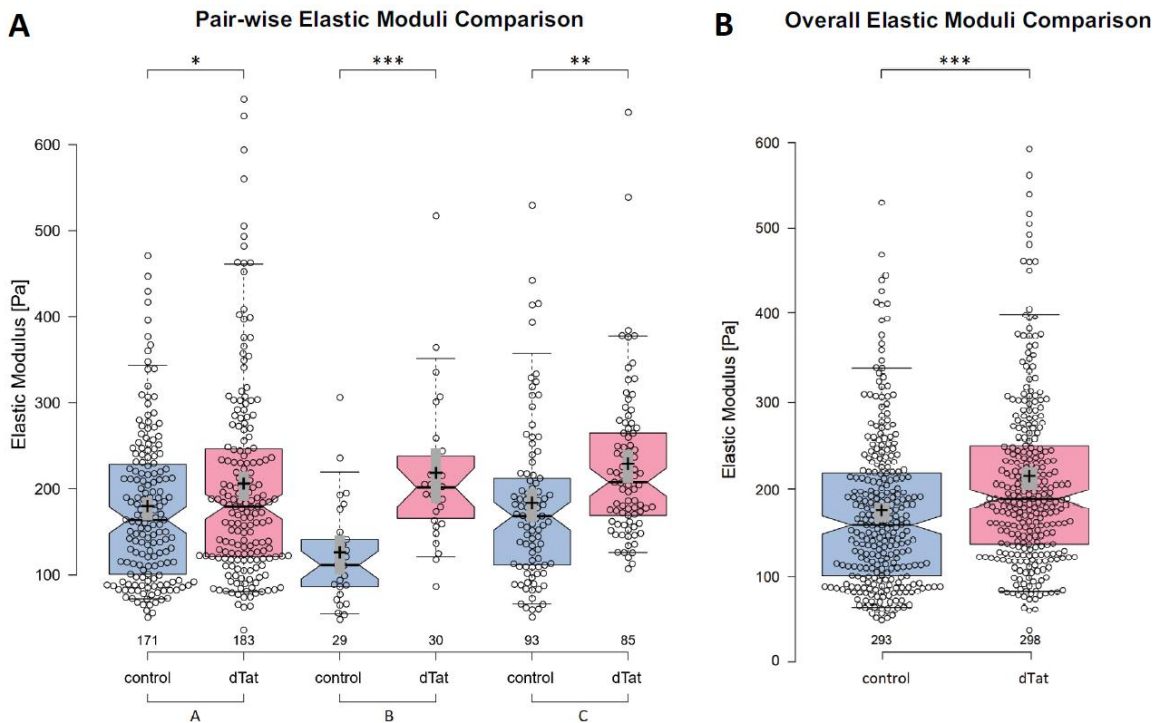 A
Pair-wise Elastic Moduli Comparison
* *** **
Elastic Modulus [Pa]
600
500
400
300
200
100
171 183 29 30 93 85
control dTat control dTat control dTat
A B C
B
Overall Elastic Moduli Comparison
***
Elastic Modulus [Pa]
600
500
400
300
200
100
0
293 298
control dTat